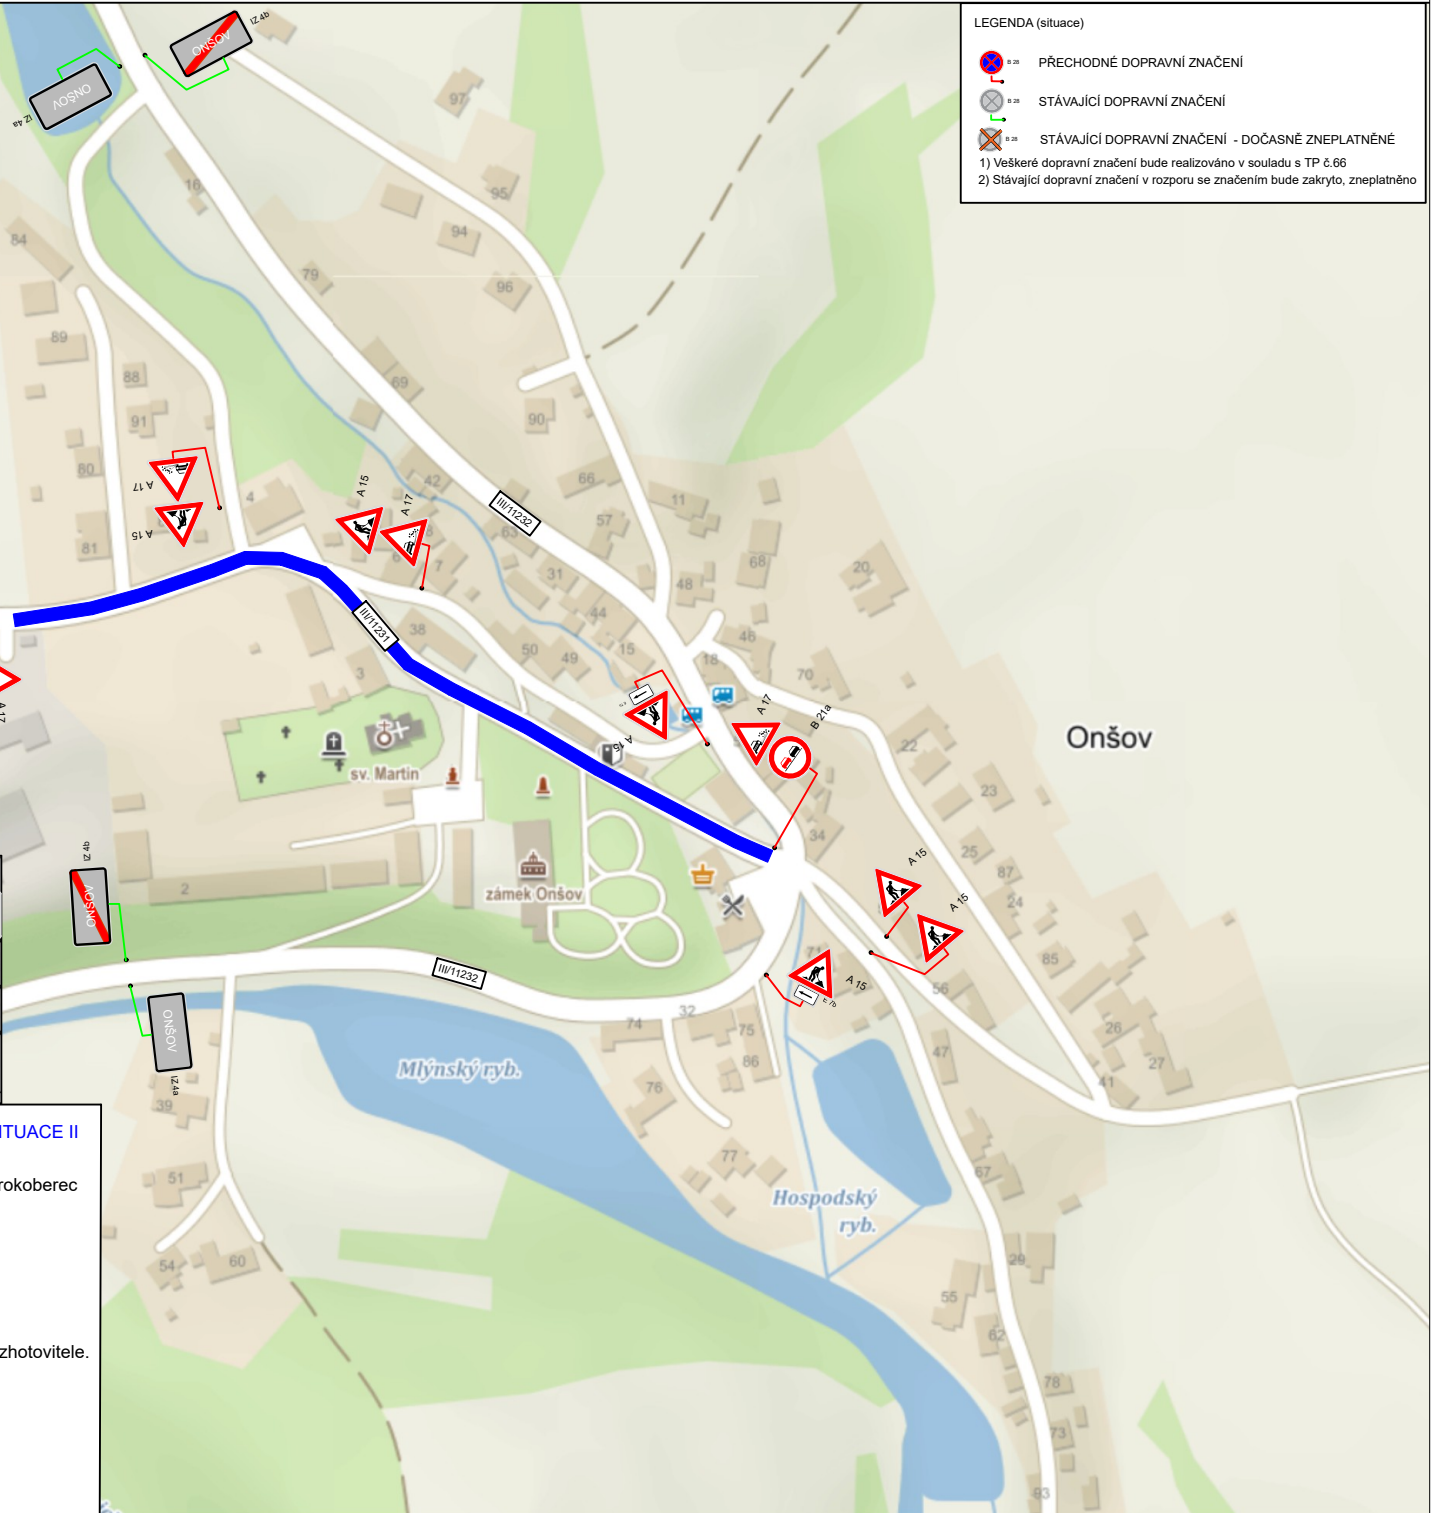 LEGENDA (situace)
B 28 PŘECHODNÉ DOPRAVNÍ ZNAČENÍ
B 28 STÁVAJÍCÍ DOPRAVNÍ ZNAČENÍ
B 28 STÁVAJÍCÍ DOPRAVNÍ ZNAČENÍ - DOČASNĚ ZNEPLATNĚNÉ
1) Veškeré dopravní značení bude realizováno v souladu s TP č.66
2) Stávající dopravní značení v rozporu se značením bude zakryto, zneplatněno
IZ 4b
ONŠOV
ONŠOV
IZ 4a
97
16
95
94
84
79
96
89
88
69
91
90
80
A 17
4
A 15
81
A 15
A 17
42
66
11
III/11232
57
63
68
7
31
48
20
44
III/11231
38
46
15
50
49
18
3
70
A 17
A 17
B 21a
A 15
22
Onšov
sv. Martin
23
34
25
IZ 4b
ONŠOV
2
zámek Onšov
A 15
87
A 15
24
III/11232
71
A 15
85
56
ONŠOV
IZ 4a
32
74
75
26
47
86
27
Mlýnský ryb.
76
41
39
ITUACE II
77
67
51
rokoberec
Hospodský
ryb.
54
60
29
55
62
zhotovitele.
78
73
93